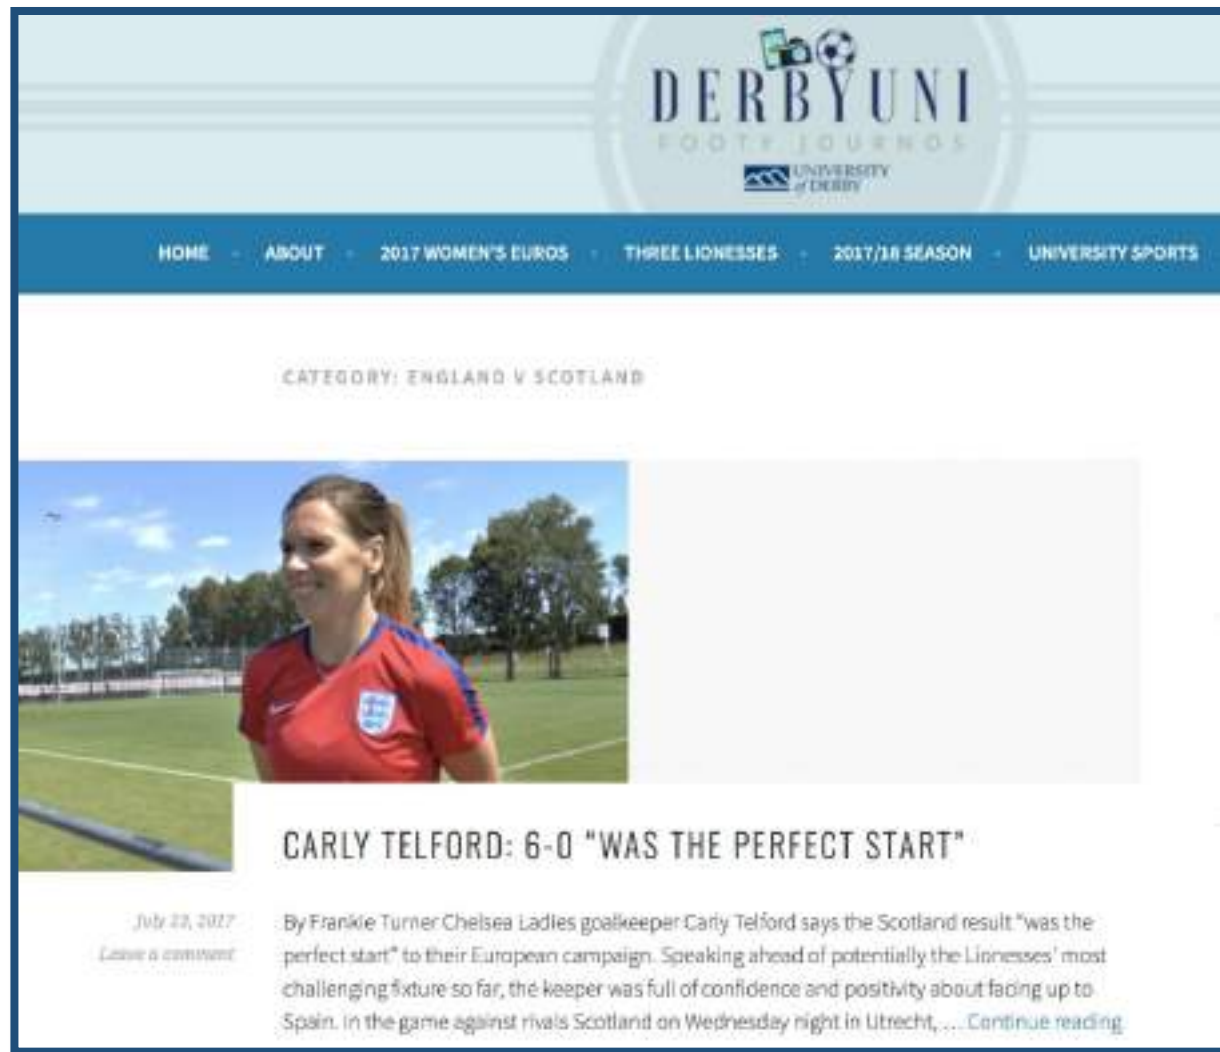 DERBYUNI
FOOTY JOURNOS
UNIVERSITY
of DERBY
HOME ABOUT 2017 WOMEN'S EUROS THREE LIONESSES 2017/18 SEASON UNIVERSITY SPORTS
CATEGORY: ENGLAND V SCOTLAND
CARLY TELFORD: 6-0 "WAS THE PERFECT START"
July 23, 2017
Leave a comment
By Frankie Turner Chelsea Ladies goalkeeper Carly Telford says the Scotland result "was the
perfect start" to their European campaign. Speaking ahead of potentially the Lionesses' most
challenging fixture so far, the keeper was full of confidence and positivity about facing up to
Spain. In the game against rivals Scotland on Wednesday night in Utrecht, … Continue reading